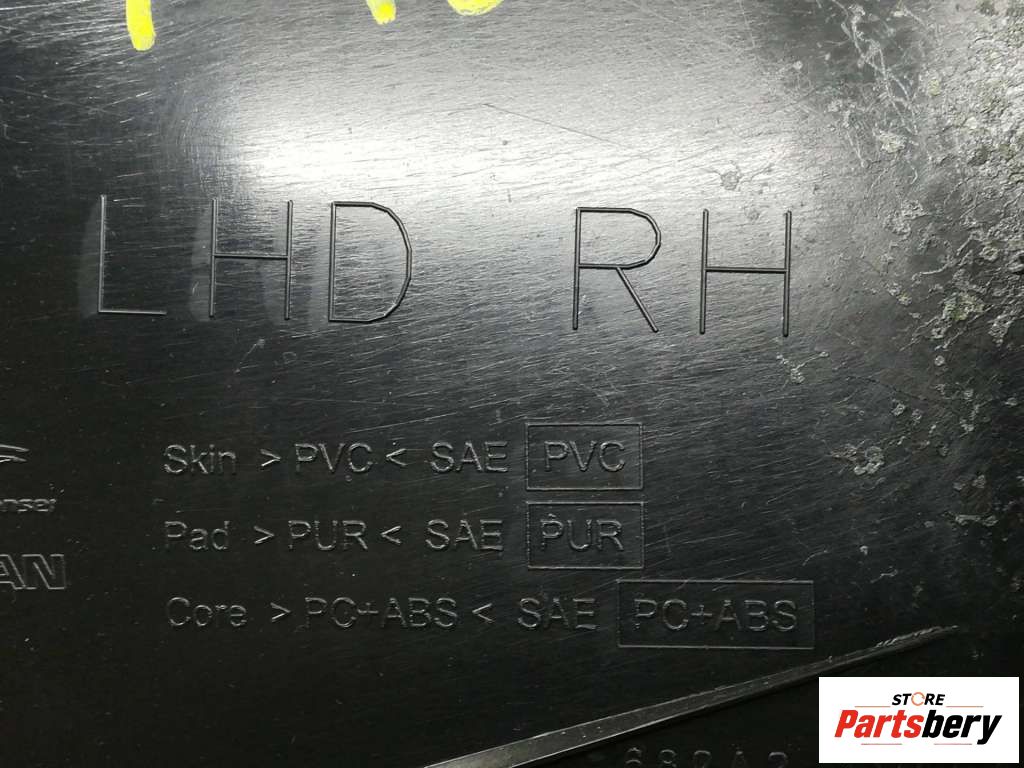 LHD RH
Skin > PVC < SAE PVC
Pad > PUR < SAE PUR
Core > PC+ABS < SAE PC+ABS
STORE
Partsbery